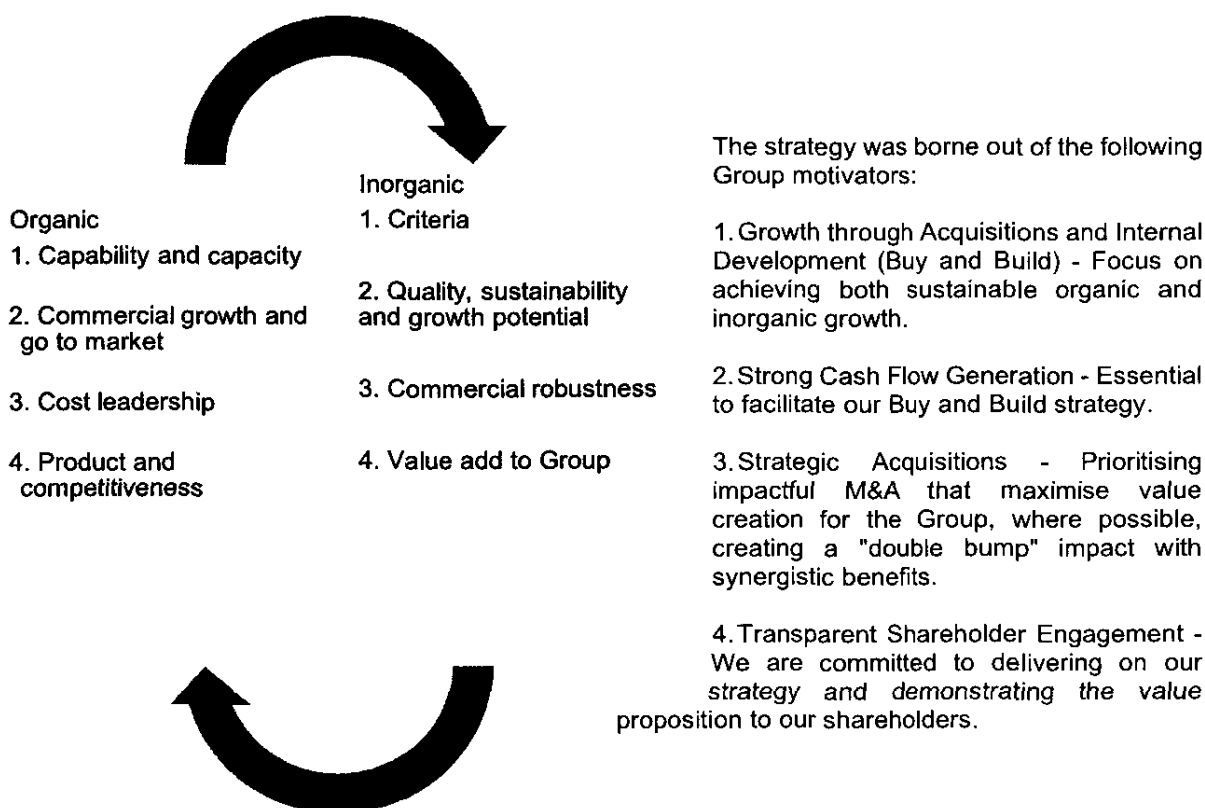 Organic
1. Capability and capacity
2. Commercial growth and
go to market
3. Cost leadership
4. Product and
competitiveness
Inorganic
1. Criteria
2. Quality, sustainability
and growth potential
3. Commercial robustness
4. Value add to Group
The strategy was borne out of the following
Group motivators:
1. Growth through Acquisitions and Internal
Development (Buy and Build) - Focus on
achieving both sustainable organic and
inorganic growth.
2. Strong Cash Flow Generation - Essential
to facilitate our Buy and Build strategy.
3. Strategic Acquisitions - Prioritising
impactful M&A that maximise value
creation for the Group, where possible,
creating a "double bump" impact with
synergistic benefits.
4. Transparent Shareholder Engagement -
We are committed to delivering on our
strategy and demonstrating the value
proposition to our shareholders.